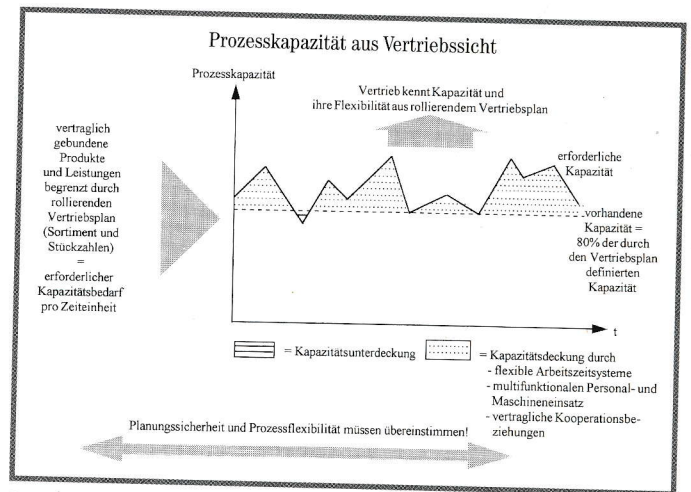 Prozesskapazität aus Vertriebssicht
Prozesskapazität
Vertrieb kennt Kapazität und
ihre Flexibilität aus rollierendem Vertriebsplan
vertraglich
gebundene
Produkte
und Leistungen
begrenzt durch
rollierenden
Vertriebsplan
(Sortiment und
Stückzahlen)
=
erforderlicher
Kapazitätsbedarf
pro Zeiteinheit
erforderliche
Kapazität
vorhandene
Kapazität =
80% der durch
den Vertriebsplan
definierten
Kapazität
t
= Kapazitätsunterdeckung
= Kapazitätsdeckung durch
- flexible Arbeitszeitsysteme
- multifunktionalen Personal- und
Maschineneinsatz
- vertragliche Kooperationsbe-
ziehungen
Planungssicherheit und Prozessflexibilität müssen übereinstimmen!